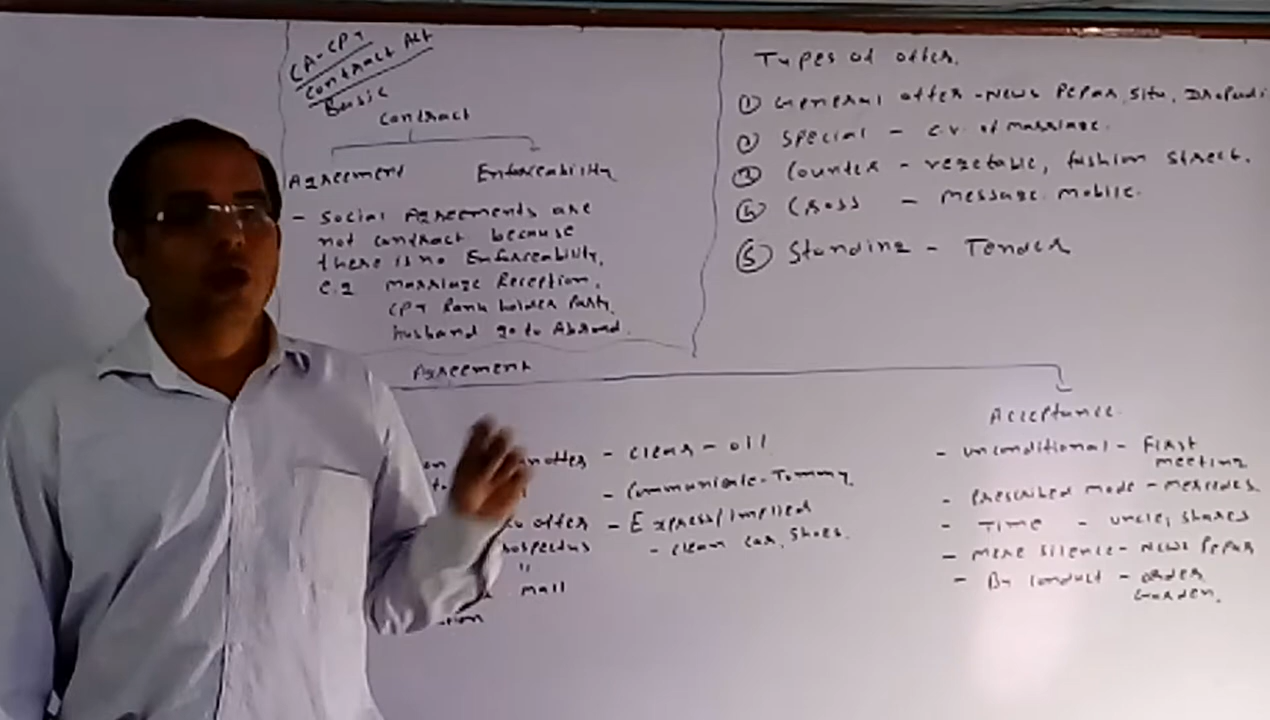 CA-CPT
Contract Act
Basic
Contract
Agreement Enforceability
- Social Agreements are
not contract because
there is no Enforceability.
e.g Marriage Reception.
CPT Rank holder Party.
husband go to Abroad.
Types of offer.
① General offer - News Pepar, Situ,
② Special - C.V. of marriage.
③ Counter - vegetable, fashion street.
④ Cross - message. mobile.
⑤ Standing - Tender
Agreement
- clear - oil
- Communicate - Tommy.
offer - Express/Implied
- clean car, Shoes.
mall
Acceptance.
- unconditional - First
meeting
- Prescribed mode - Mercedes.
- Time - uncle, shares
- Mere silence - News Pepar
- By conduct - order
Garden.